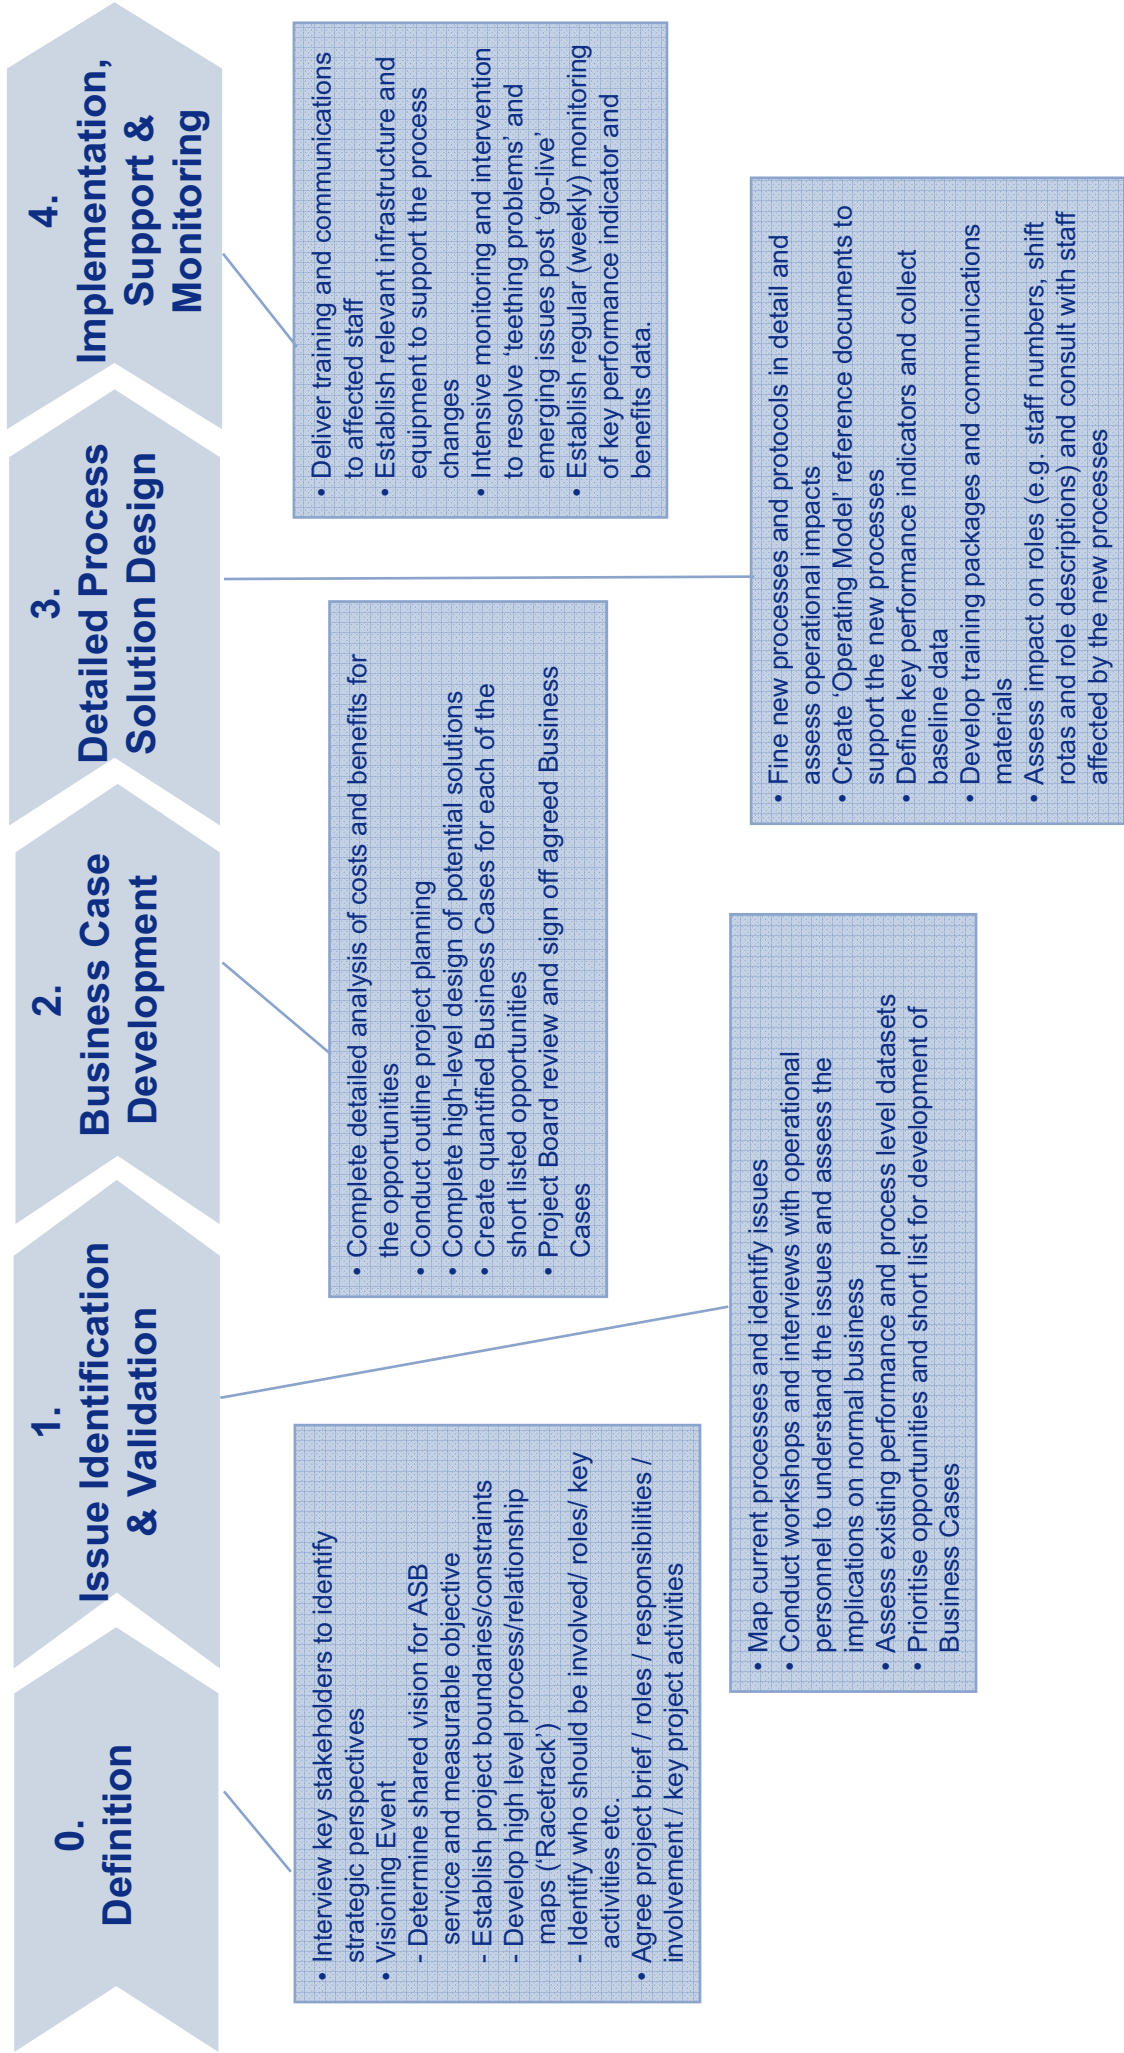 0.
Definition
1.
Issue Identification
& Validation
2.
Business Case
Development
3.
Detailed Process
Solution Design
4.
Implementation,
Support &
Monitoring
• Interview key stakeholders to identify
strategic perspectives
• Visioning Event
- Determine shared vision for ASB
service and measurable objective
- Establish project boundaries/constraints
- Develop high level process/relationship
maps (‘Racetrack’)
- Identify who should be involved/ roles/ key
activities etc.
• Agree project brief / roles / responsibilities /
involvement / key project activities
• Map current processes and identify issues
• Conduct workshops and interviews with operational
personnel to understand the issues and assess the
implications on normal business
• Assess existing performance and process level datasets
• Prioritise opportunities and short list for development of
Business Cases
• Complete detailed analysis of costs and benefits for
the opportunities
• Conduct outline project planning
• Complete high-level design of potential solutions
• Create quantified Business Cases for each of the
short listed opportunities
• Project Board review and sign off agreed Business
Cases
• Fine new processes and protocols in detail and
assess operational impacts
• Create ‘Operating Model’ reference documents to
support the new processes
• Define key performance indicators and collect
baseline data
• Develop training packages and communications
materials
• Assess impact on roles (e.g. staff numbers, shift
rotas and role descriptions) and consult with staff
affected by the new processes
• Deliver training and communications
to affected staff
• Establish relevant infrastructure and
equipment to support the process
changes
• Intensive monitoring and intervention
to resolve ‘teething problems’ and
emerging issues post ‘go-live’
• Establish regular (weekly) monitoring
of key performance indicator and
benefits data.